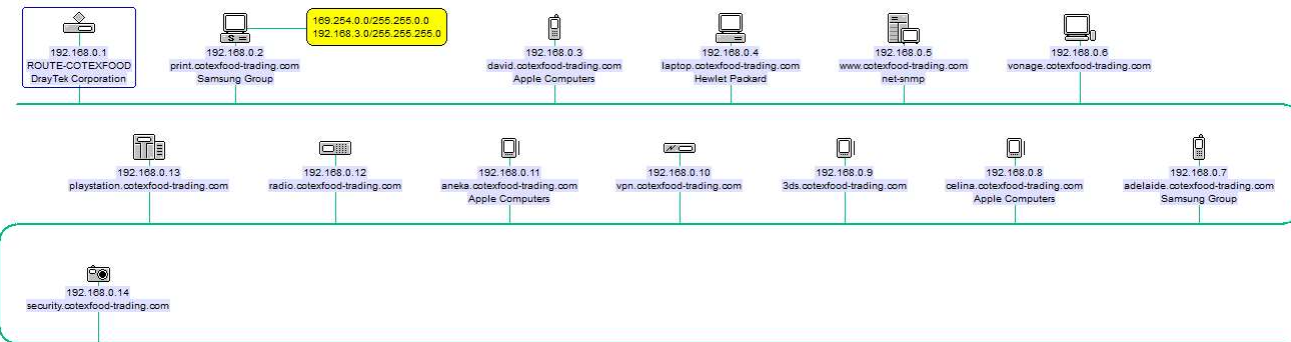 192.168.0.1
ROUTE-COTEXFOOD
DrayTek Corporation
192.168.0.2
print.cotexfood-trading.com
Samsung Group
169.254.0.0/255.255.0.0
192.168.3.0/255.255.255.0
192.168.0.3
david.cotexfood-trading.com
Apple Computers
192.168.0.4
laptop.cotexfood-trading.com
Hewlet Packard
192.168.0.5
www.cotexfood-trading.com
net-snmp
192.168.0.6
vonage.cotexfood-trading.com
192.168.0.13
playstation.cotexfood-trading.com
192.168.0.12
radio.cotexfood-trading.com
192.168.0.11
aneka.cotexfood-trading.com
Apple Computers
192.168.0.10
vpn.cotexfood-trading.com
192.168.0.9
3ds.cotexfood-trading.com
192.168.0.8
celina.cotexfood-trading.com
Apple Computers
192.168.0.7
adelaide.cotexfood-trading.com
Samsung Group
192.168.0.14
security.cotexfood-trading.com